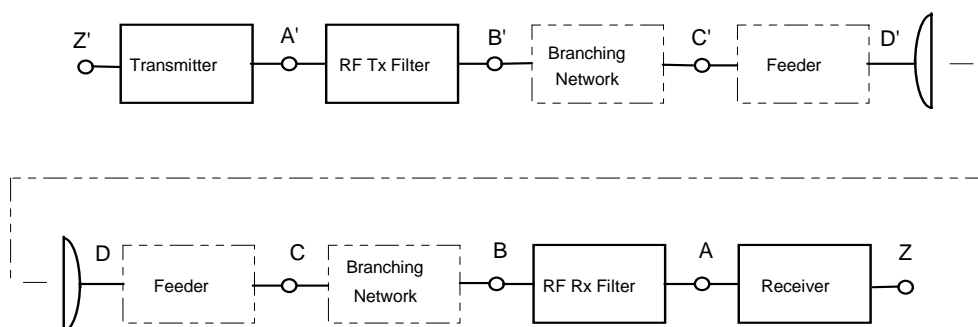 Z' A' B' C' D'
Transmitter RF Tx Filter Branching Network Feeder
D C B A Z
Feeder Branching Network RF Rx Filter Receiver